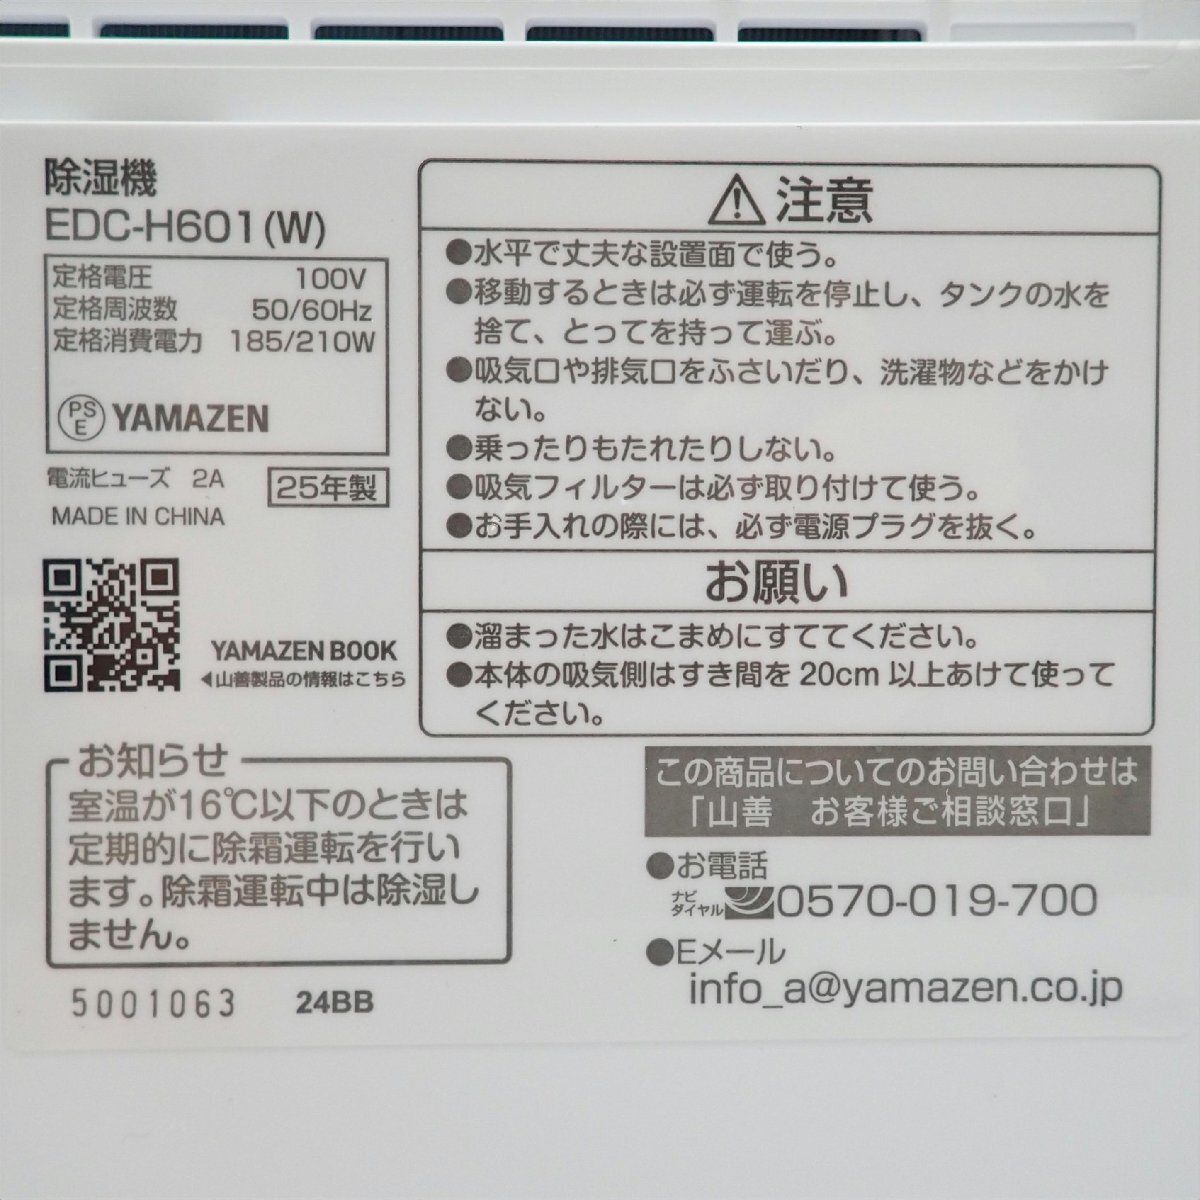 除湿機
EDC-H601(W)
定格電圧 100V
定格周波数 50/60Hz
定格消費電力 185/210W
PSE YAMAZEN
電流ヒューズ 2A
25年製
MADE IN CHINA
YAMAZEN BOOK
◀山善製品の情報はこちら
⚠注意
●水平で丈夫な設置面で使う。
●移動するときは必ず運転を停止し、タンクの水を
捨て、とってを持って運ぶ。
●吸気口や排気口をふさいだり、洗濯物などをかけ
ない。
●乗ったりもたれたりしない。
●吸気フィルターは必ず取り付けて使う。
●お手入れの際には、必ず電源プラグを抜く。
お願い
●溜まった水はこまめにすててください。
●本体の吸気側はすき間を20cm以上あけて使って
ください。
お知らせ
室温が16℃以下のときは
定期的に除霜運転を行い
ます。除霜運転中は除湿し
ません。
5001063 24BB
この商品についてのお問い合わせは
「山善 お客様ご相談窓口」
●お電話
ナビ
ダイヤル 0570-019-700
●Eメール
info_a@yamazen.co.jp